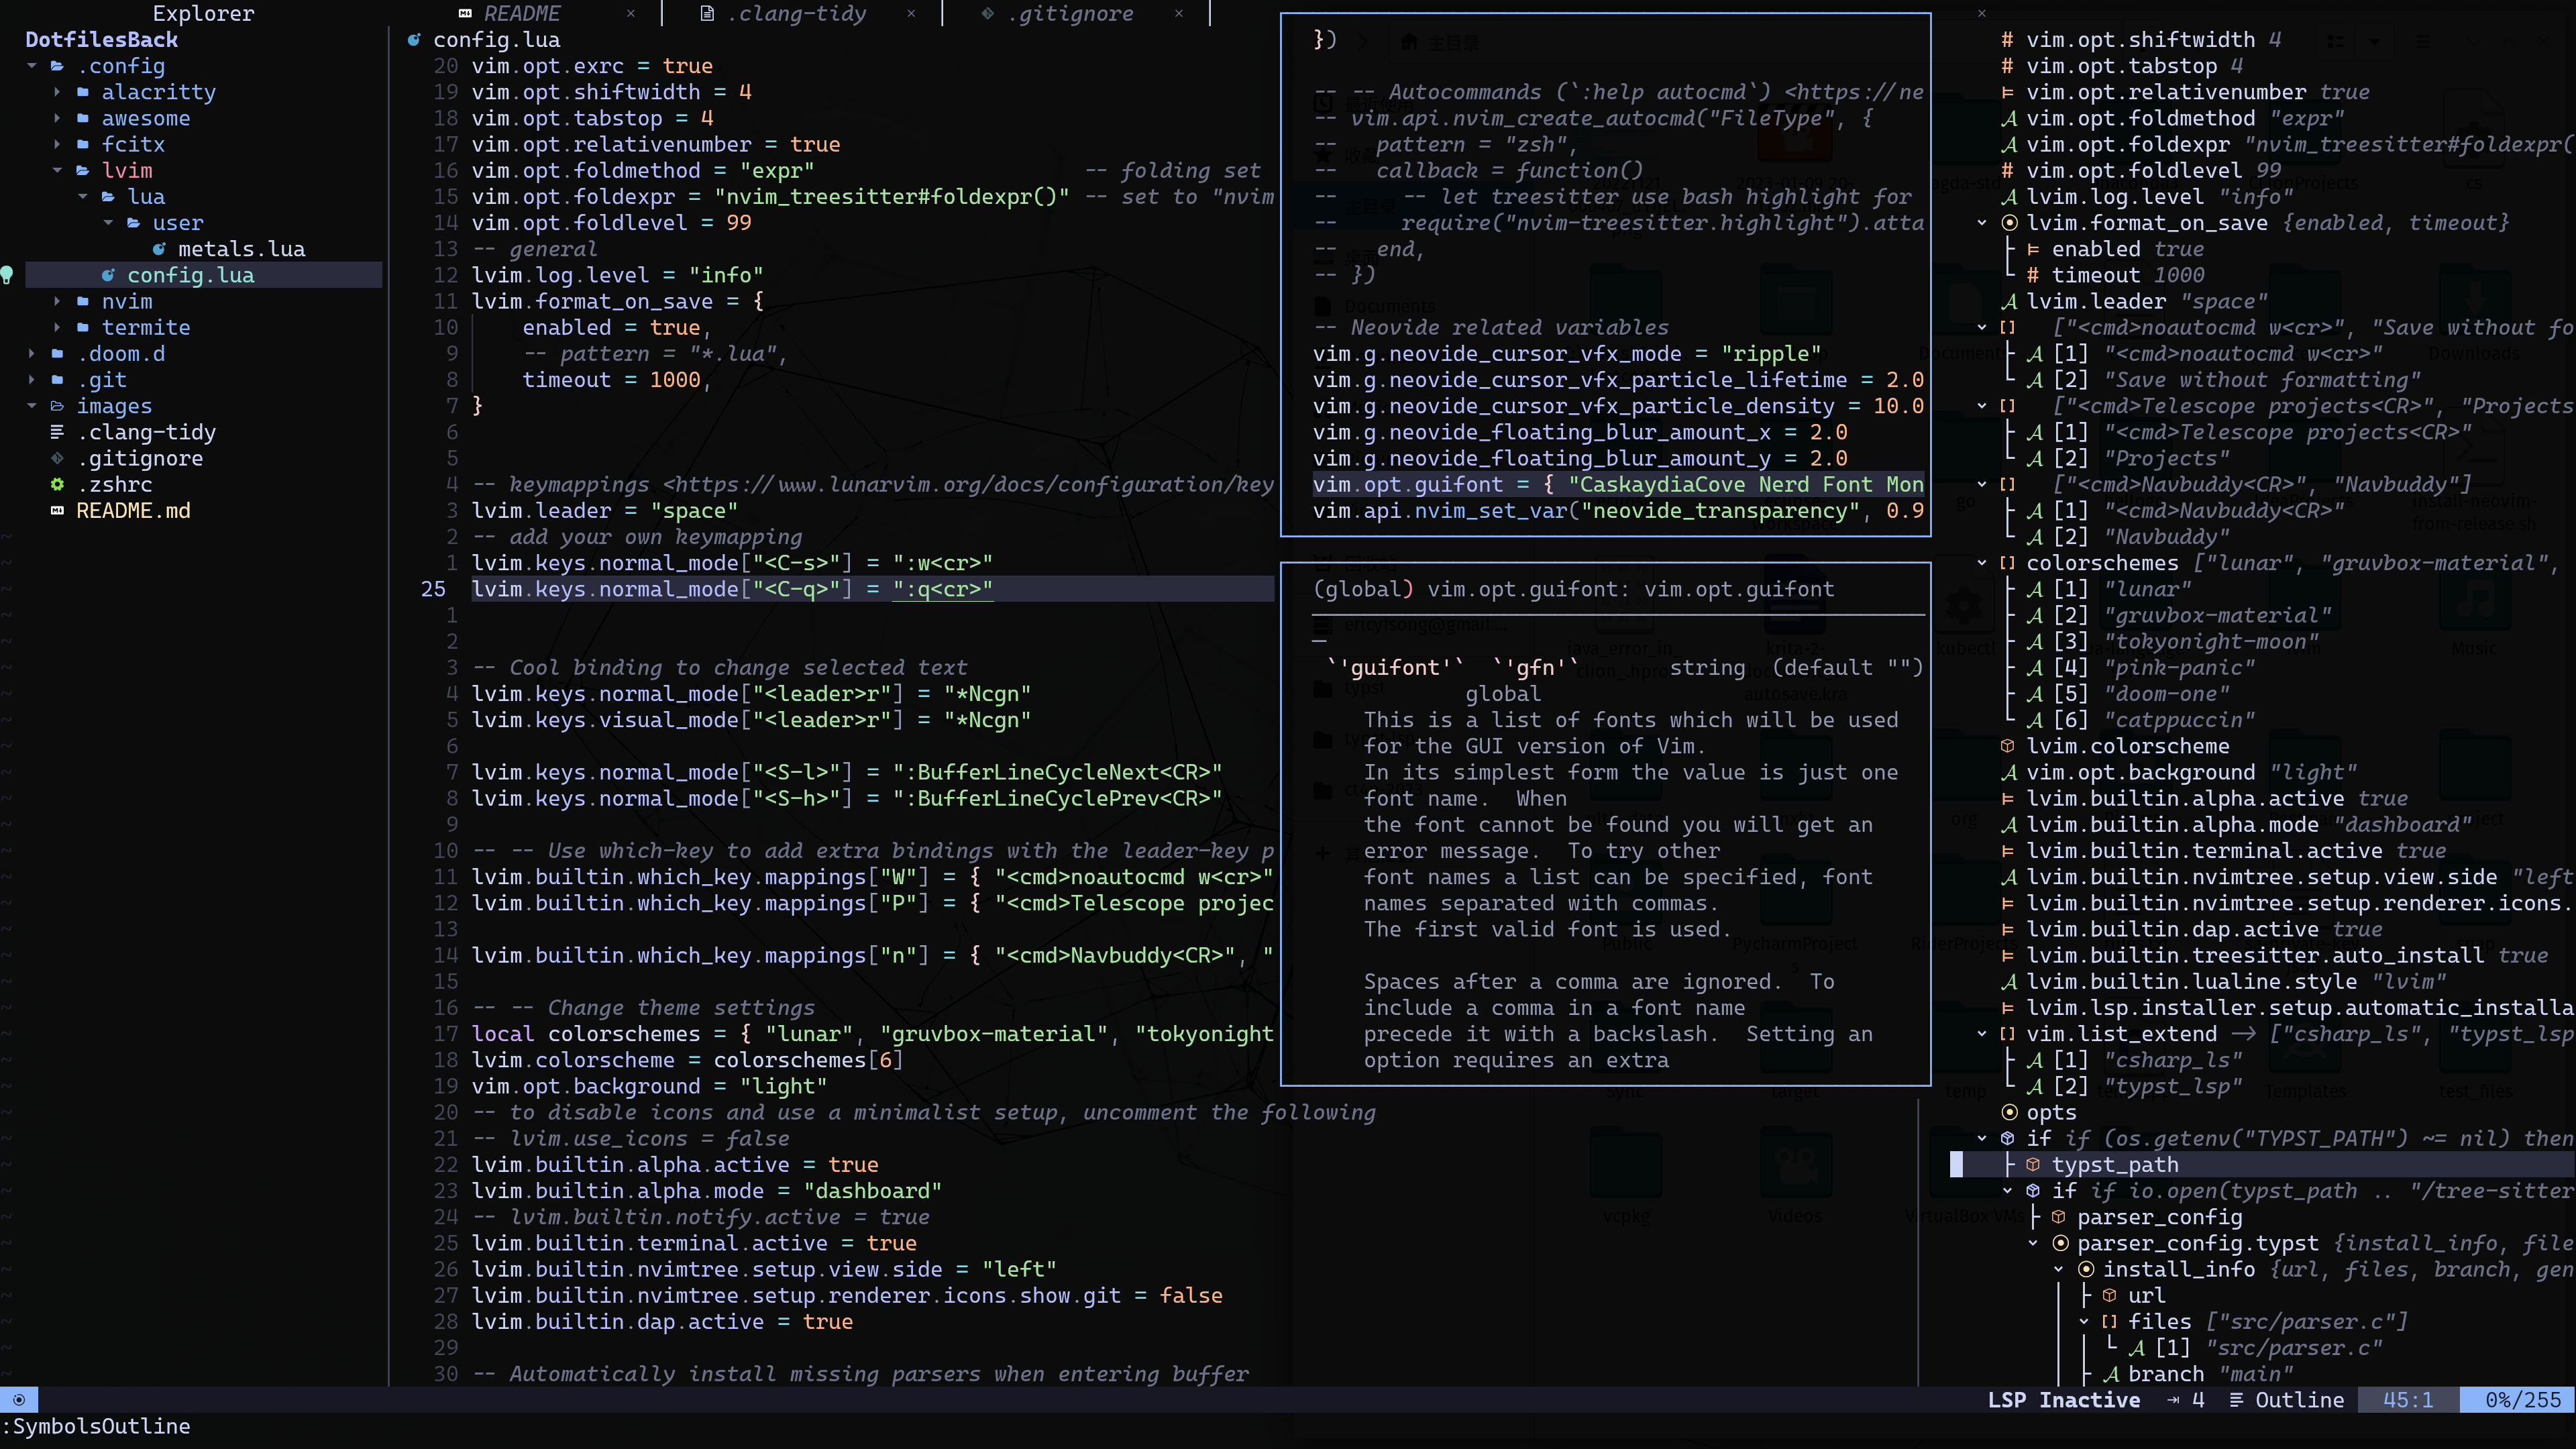 Explorer
README ×
.clang-tidy ×
.gitignore ×
×
DotfilesBack
.config
alacritty
awesome
fcitx
lvim
lua
user
metals.lua
config.lua
nvim
termite
.doom.d
.git
images
.clang-tidy
.gitignore
.zshrc
README.md
config.lua
20 vim.opt.exrc = true
19 vim.opt.shiftwidth = 4
18 vim.opt.tabstop = 4
17 vim.opt.relativenumber = true
16 vim.opt.foldmethod = "expr" -- folding set
15 vim.opt.foldexpr = "nvim_treesitter#foldexpr()" -- set to "nvim
14 vim.opt.foldlevel = 99
13 -- general
12 lvim.log.level = "info"
11 lvim.format_on_save = {
10 enabled = true,
9 -- pattern = "*.lua",
8 timeout = 1000,
7 }
6
5
4 -- keymappings <https://www.lunarvim.org/docs/configuration/key
3 lvim.leader = "space"
2 -- add your own keymapping
1 lvim.keys.normal_mode["<C-s>"] = ":w<cr>"
25 lvim.keys.normal_mode["<C-q>"] = ":q<cr>"
1
2
3 -- Cool binding to change selected text
4 lvim.keys.normal_mode["<leader>r"] = "*Ncgn"
5 lvim.keys.visual_mode["<leader>r"] = "*Ncgn"
6
7 lvim.keys.normal_mode["<S-l>"] = ":BufferLineCycleNext<CR>"
8 lvim.keys.normal_mode["<S-h>"] = ":BufferLineCyclePrev<CR>"
9
10 -- -- Use which-key to add extra bindings with the leader-key p
11 lvim.builtin.which_key.mappings["W"] = { "<cmd>noautocmd w<cr>"
12 lvim.builtin.which_key.mappings["P"] = { "<cmd>Telescope projec
13
14 lvim.builtin.which_key.mappings["n"] = { "<cmd>Navbuddy<CR>", "
15
16 -- -- Change theme settings
17 local colorschemes = { "lunar", "gruvbox-material", "tokyonight
18 lvim.colorscheme = colorschemes[6]
19 vim.opt.background = "light"
20 -- to disable icons and use a minimalist setup, uncomment the following
21 -- lvim.use_icons = false
22 lvim.builtin.alpha.active = true
23 lvim.builtin.alpha.mode = "dashboard"
24 -- lvim.builtin.notify.active = true
25 lvim.builtin.terminal.active = true
26 lvim.builtin.nvimtree.setup.view.side = "left"
27 lvim.builtin.nvimtree.setup.renderer.icons.show.git = false
28 lvim.builtin.dap.active = true
29
30 -- Automatically install missing parsers when entering buffer
})
-- -- Autocommands (`:help autocmd`) <https://ne
-- vim.api.nvim_create_autocmd("FileType", {
-- pattern = "zsh",
-- callback = function()
-- -- let treesitter use bash highlight for
-- require("nvim-treesitter.highlight").atta
-- end,
-- })
-- Neovide related variables
vim.g.neovide_cursor_vfx_mode = "ripple"
vim.g.neovide_cursor_vfx_particle_lifetime = 2.0
vim.g.neovide_cursor_vfx_particle_density = 10.0
vim.g.neovide_floating_blur_amount_x = 2.0
vim.g.neovide_floating_blur_amount_y = 2.0
vim.opt.guifont = { "CaskaydiaCove Nerd Font Mon
vim.api.nvim_set_var("neovide_transparency", 0.9
(global) vim.opt.guifont: vim.opt.guifont
`'guifont'` `'gfn'` string (default "")
global
This is a list of fonts which will be used
for the GUI version of Vim.
In its simplest form the value is just one
font name. When
the font cannot be found you will get an
error message. To try other
font names a list can be specified, font
names separated with commas.
The first valid font is used.
Spaces after a comma are ignored. To
include a comma in a font name
precede it with a backslash. Setting an
option requires an extra
# vim.opt.shiftwidth 4
# vim.opt.tabstop 4
vim.opt.relativenumber true
vim.opt.foldmethod "expr"
vim.opt.foldexpr "nvim_treesitter#foldexpr(
# vim.opt.foldlevel 99
lvim.log.level "info"
lvim.format_on_save {enabled, timeout}
enabled true
# timeout 1000
lvim.leader "space"
["<cmd>noautocmd w<cr>", "Save without fo
[1] "<cmd>noautocmd w<cr>"
[2] "Save without formatting"
["<cmd>Telescope projects<CR>", "Projects
[1] "<cmd>Telescope projects<CR>"
[2] "Projects"
["<cmd>Navbuddy<CR>", "Navbuddy"]
[1] "<cmd>Navbuddy<CR>"
[2] "Navbuddy"
colorschemes ["lunar", "gruvbox-material",
[1] "lunar"
[2] "gruvbox-material"
[3] "tokyonight-moon"
[4] "pink-panic"
[5] "doom-one"
[6] "catppuccin"
lvim.colorscheme
vim.opt.background "light"
lvim.builtin.alpha.active true
lvim.builtin.alpha.mode "dashboard"
lvim.builtin.terminal.active true
lvim.builtin.nvimtree.setup.view.side "left
lvim.builtin.nvimtree.setup.renderer.icons.
lvim.builtin.dap.active true
lvim.builtin.treesitter.auto_install true
lvim.builtin.lualine.style "lvim"
lvim.lsp.installer.setup.automatic_installa
vim.list_extend -> ["csharp_ls", "typst_lsp
[1] "csharp_ls"
[2] "typst_lsp"
opts
if if (os.getenv("TYPST_PATH") ~= nil) then
typst_path
if if io.open(typst_path .. "/tree-sitter
parser_config
parser_config.typst {install_info, file
install_info {url, files, branch, gen
url
files ["src/parser.c"]
[1] "src/parser.c"
branch "main"
LSP Inactive 4 Outline 45:1 0%/255
:SymbolsOutline